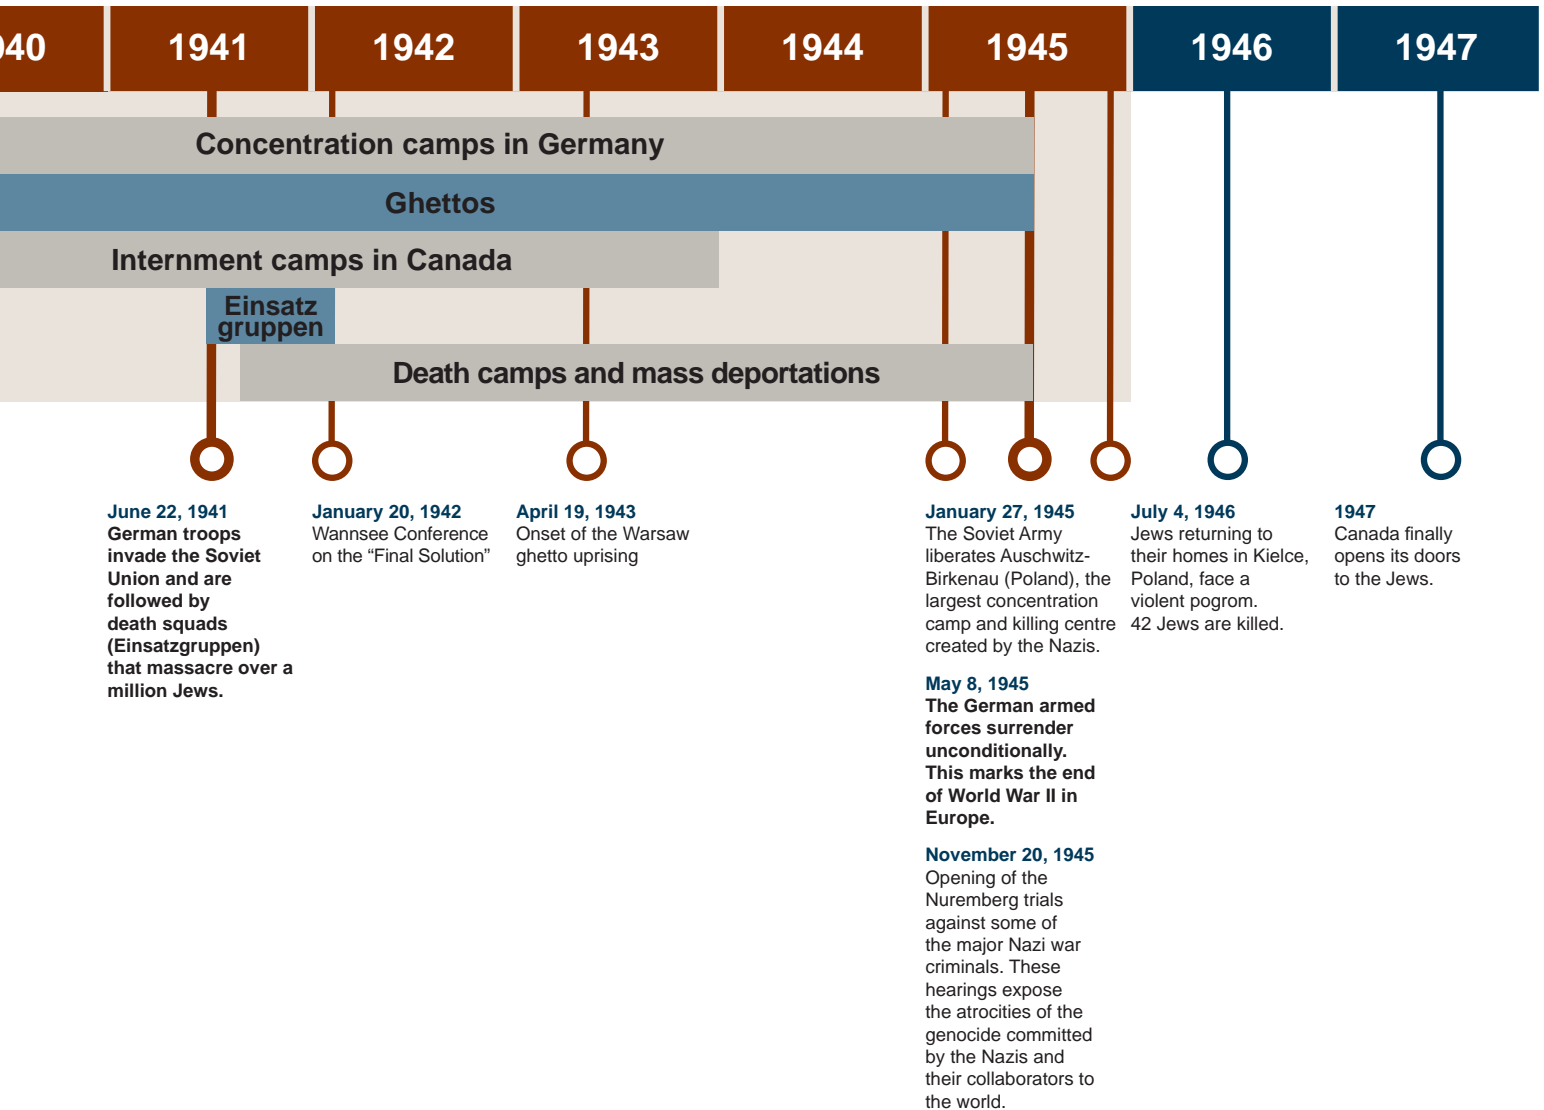 40
1941
1942
1943
1944
1945
1946
1947
Concentration camps in Germany
Ghettos
Internment camps in Canada
Einsatz
gruppen
Death camps and mass deportations
June 22, 1941
German troops
invade the Soviet
Union and are
followed by
death squads
(Einsatzgruppen)
that massacre over a
million Jews.
January 20, 1942
Wannsee Conference
on the “Final Solution”
April 19, 1943
Onset of the Warsaw
ghetto uprising
January 27, 1945
The Soviet Army
liberates Auschwitz-
Birkenau (Poland), the
largest concentration
camp and killing centre
created by the Nazis.
May 8, 1945
The German armed
forces surrender
unconditionally.
This marks the end
of World War II in
Europe.
November 20, 1945
Opening of the
Nuremberg trials
against some of
the major Nazi war
criminals. These
hearings expose
the atrocities of the
genocide committed
by the Nazis and
their collaborators to
the world.
July 4, 1946
Jews returning to
their homes in Kielce,
Poland, face a
violent pogrom.
42 Jews are killed.
1947
Canada finally
opens its doors
to the Jews.